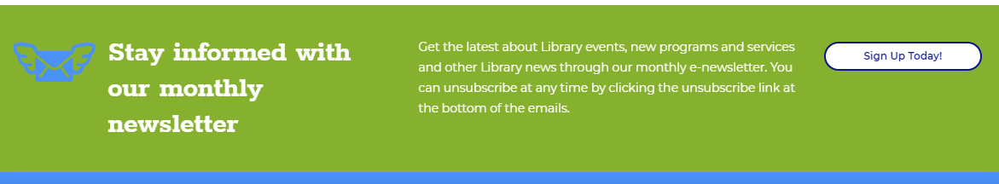 Stay informed with
our monthly
newsletter
Get the latest about Library events, new programs and services
and other Library news through our monthly e-newsletter. You
can unsubscribe at any time by clicking the unsubscribe link at
the bottom of the emails.
Sign Up Today!